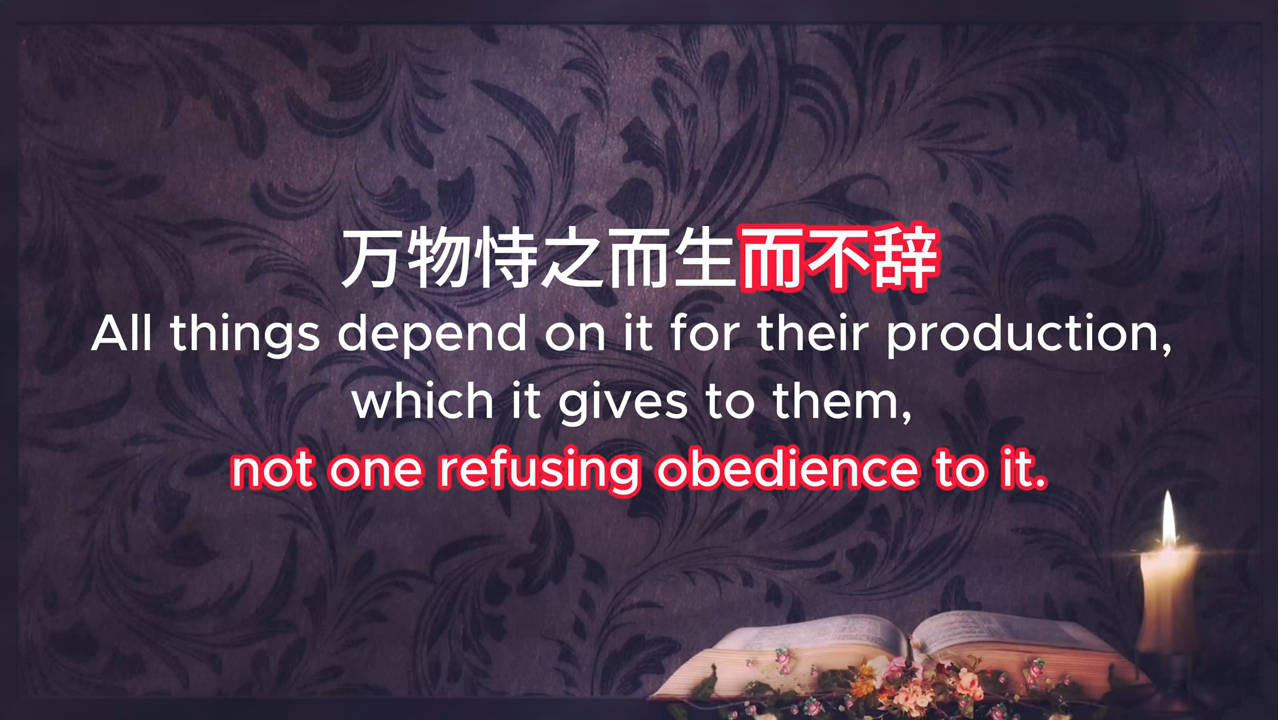 万物恃之而生而不辞
All things depend on it for their production,
which it gives to them,
not one refusing obedience to it.